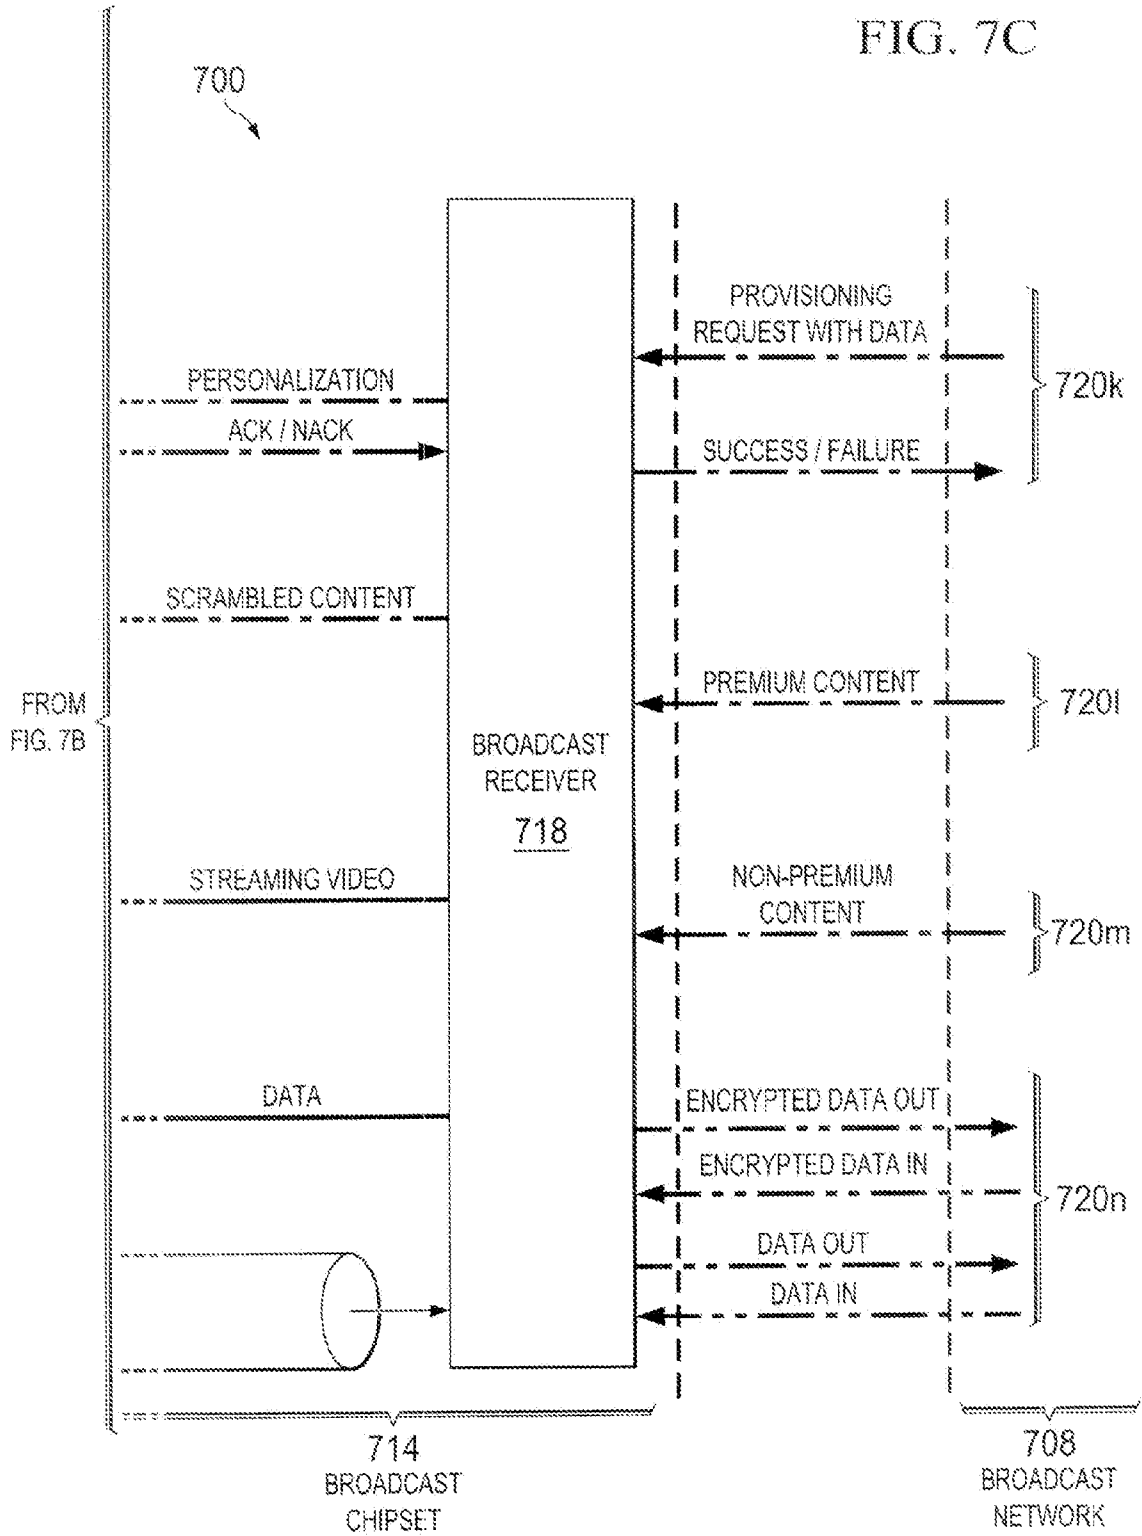 FIG. 7C
700
PROVISIONING
REQUEST WITH DATA
PERSONALIZATION
720k
ACK / NACK
SUCCESS / FAILURE
SCRAMBLED CONTENT
FROM
FIG. 7B
PREMIUM CONTENT
720l
BROADCAST
RECEIVER
718
STREAMING VIDEO
NON-PREMIUM
CONTENT
720m
DATA
ENCRYPTED DATA OUT
ENCRYPTED DATA IN
720n
DATA OUT
DATA IN
714
BROADCAST
CHIPSET
708
BROADCAST
NETWORK